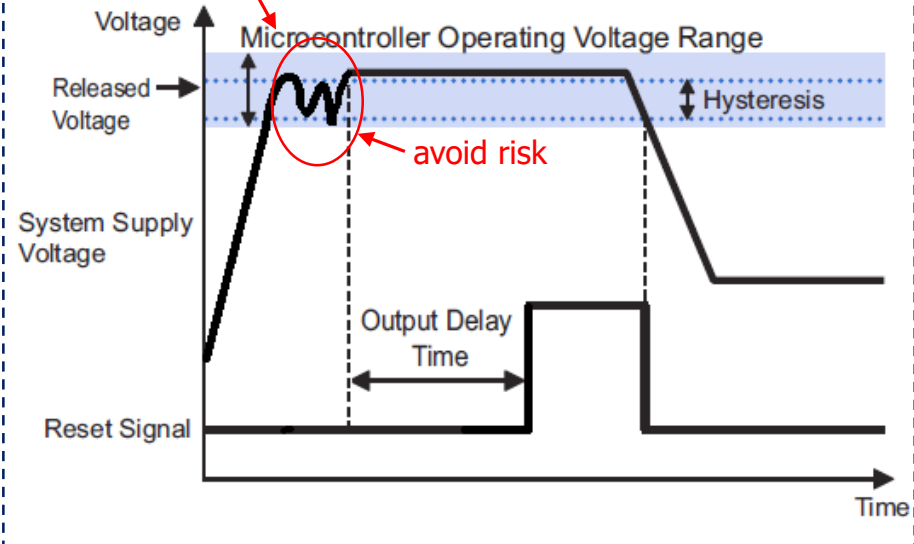 Voltage
Microcontroller Operating Voltage Range
Released
Voltage
Hysteresis
avoid risk
System Supply
Voltage
Output Delay
Time
Reset Signal
Time